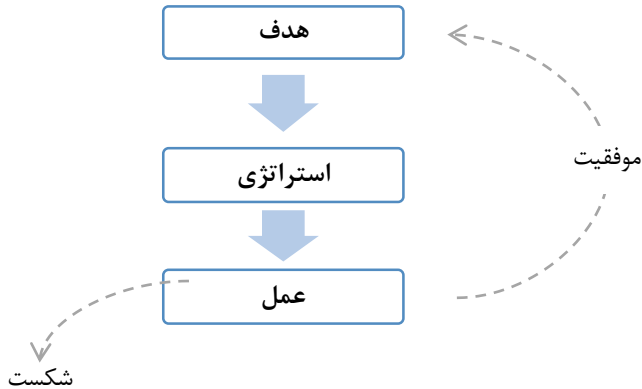 هدف
موفقیت
استراتژی
عمل
شکست